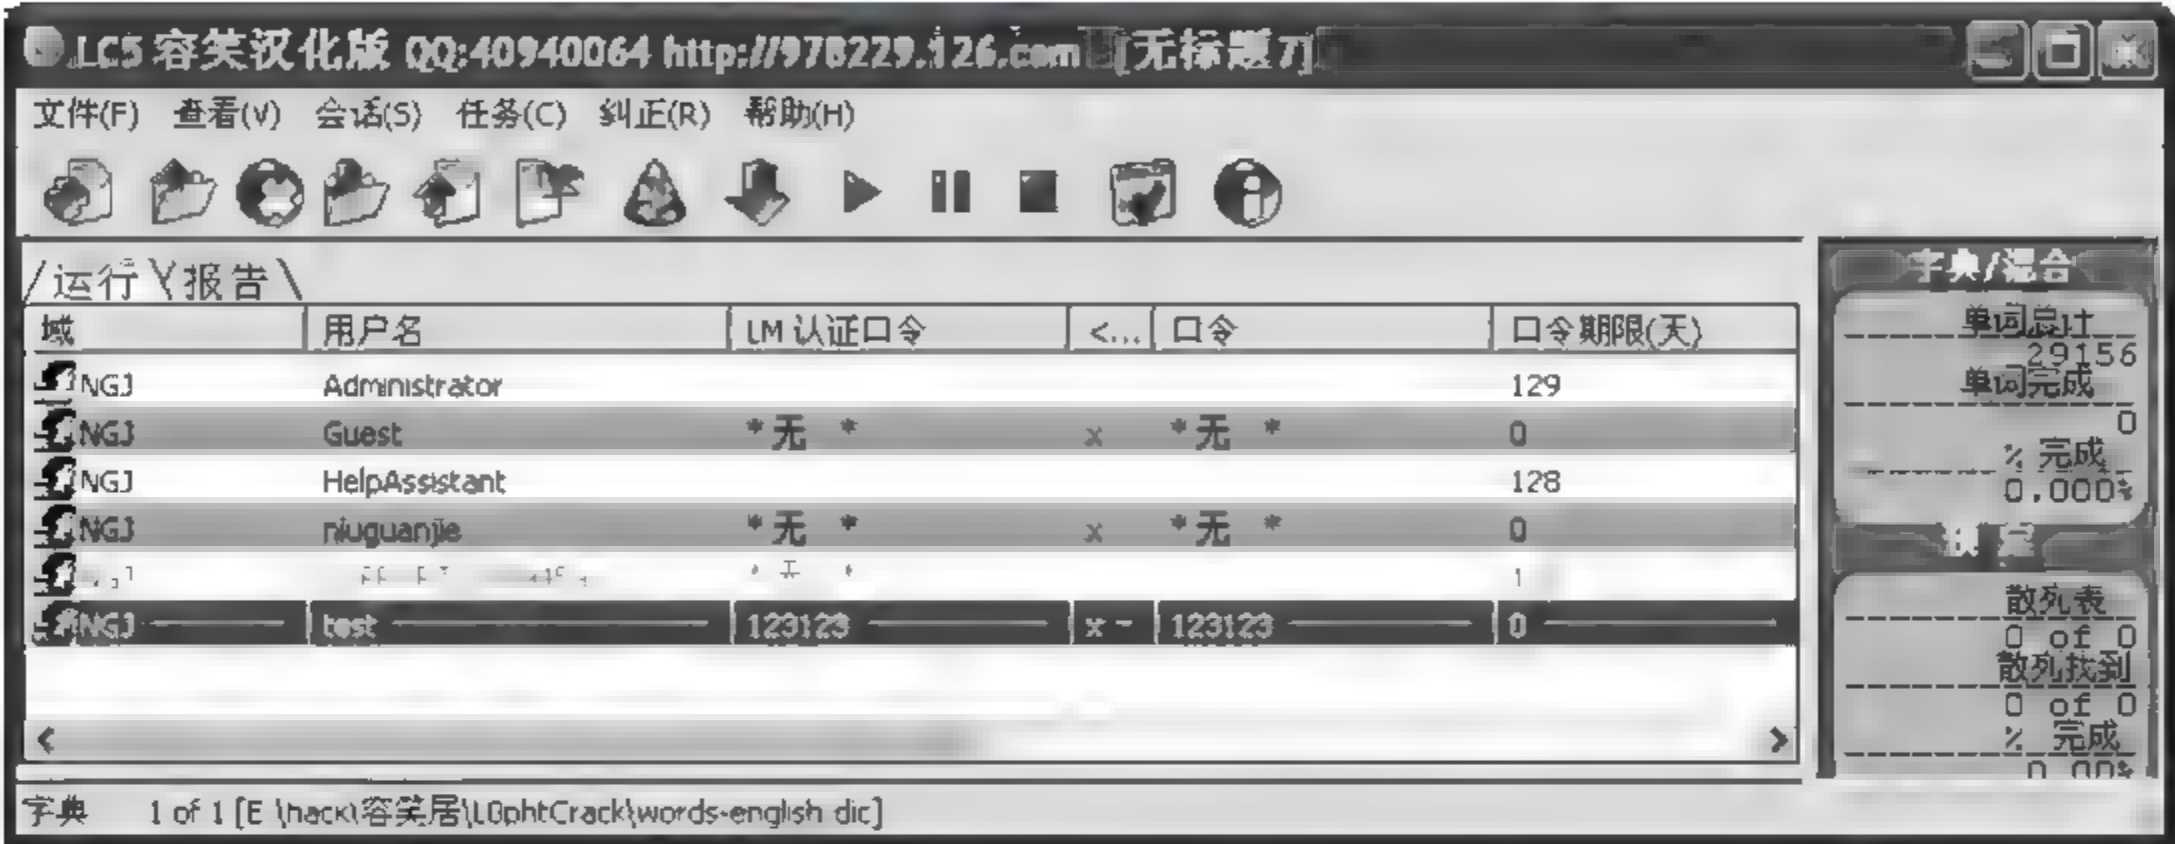 LC5 容笑汉化版 QQ:40940064 http://978229.126.com [无标题7]
文件(F) 查看(V) 会话(S) 任务(C) 纠正(R) 帮助(H)
运行 报告
域 用户名 LM 认证口令 <... 口令 口令期限(天)
NGJ Administrator 129
NGJ Guest * 无 * x * 无 * 0
NGJ HelpAssistant 128
NGJ niuguanjie * 无 * x * 无 * 0
NGJ test 123123 x 123123 0
字典/混合
单词总计
29156
单词完成
0
% 完成
0.000%
散列表
0 of 0
散列找到
0 of 0
% 完成
0.00%
字典 1 of 1 [E \hack\容笑居\L0phtCrack\words-english dic]